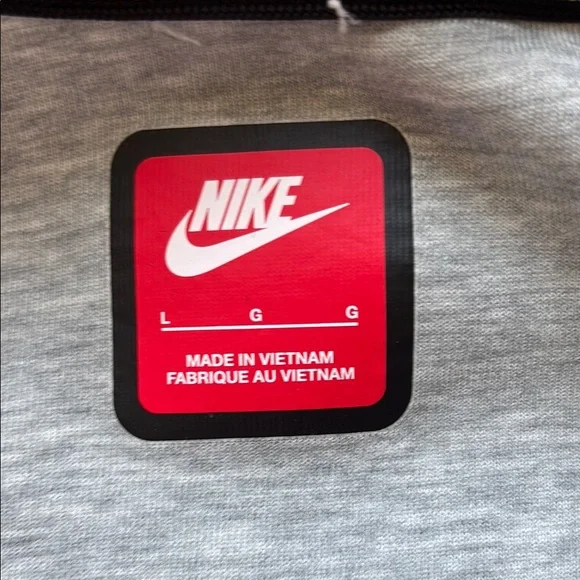 NIKE
L G G
MADE IN VIETNAM
FABRIQUE AU VIETNAM